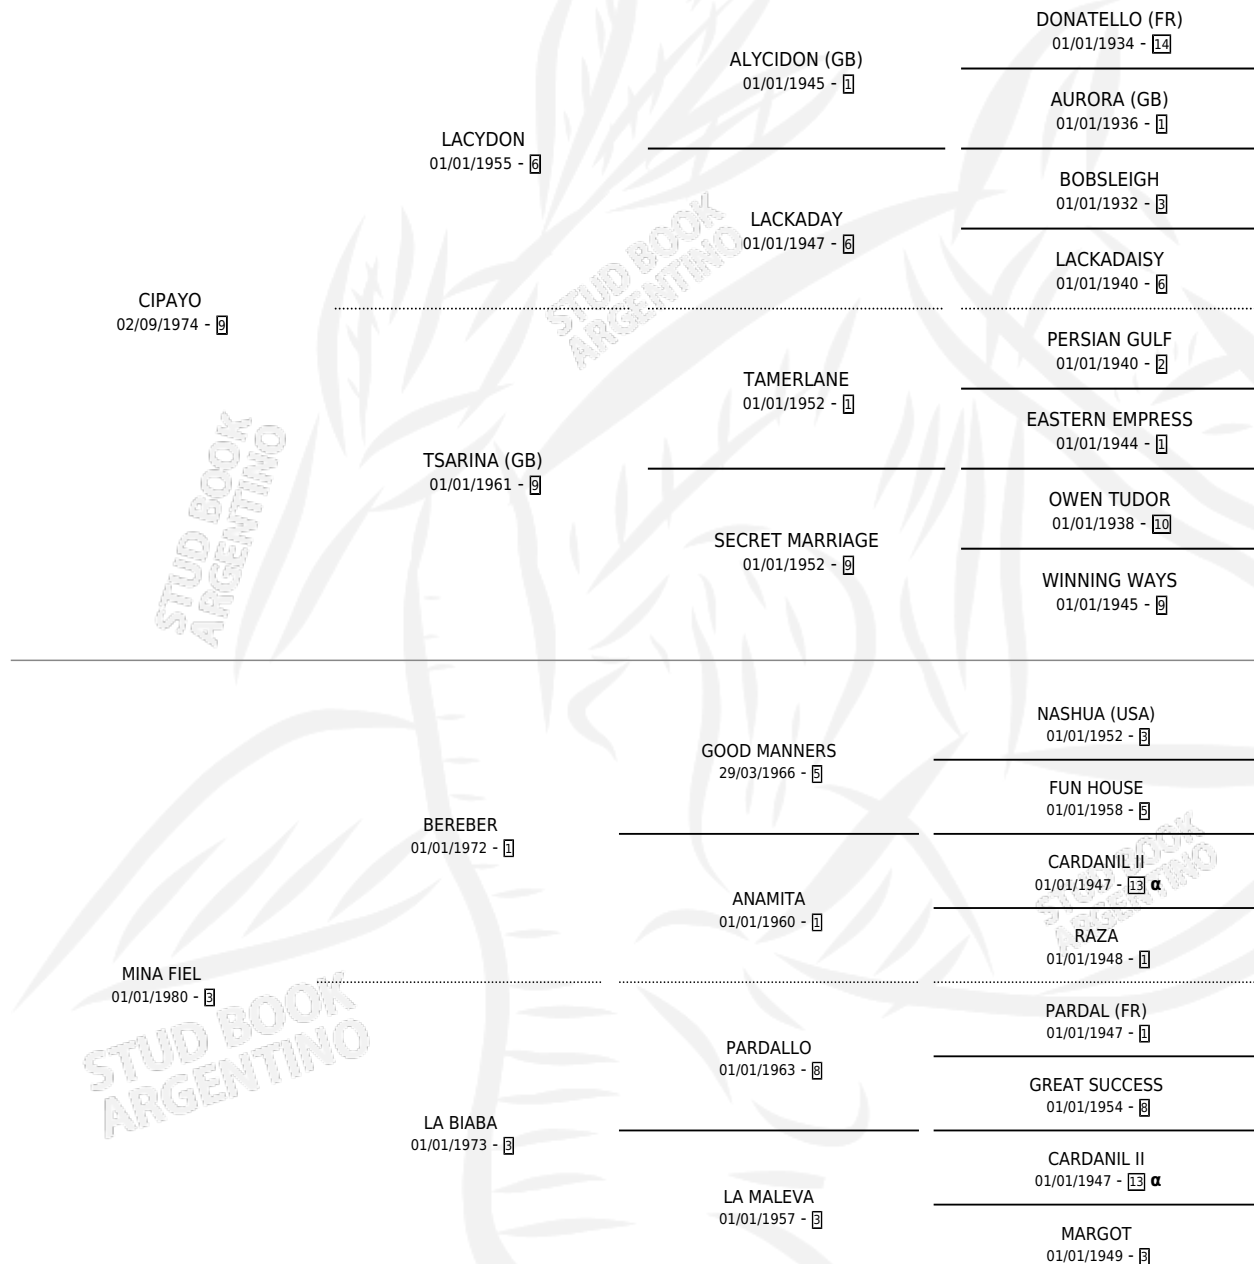 DONATELLO (FR)
01/01/1934 - 14
ALYCIDON (GB)
01/01/1945 - 1
AURORA (GB)
01/01/1936 - 1
LACYDON
01/01/1955 - 6
BOBSLEIGH
01/01/1932 - 3
LACKADAY
01/01/1947 - 6
LACKADAISY
01/01/1940 - 6
CIPAYO
02/09/1974 - 9
PERSIAN GULF
01/01/1940 - 2
TAMERLANE
01/01/1952 - 1
EASTERN EMPRESS
01/01/1944 - 1
TSARINA (GB)
01/01/1961 - 9
OWEN TUDOR
01/01/1938 - 10
SECRET MARRIAGE
01/01/1952 - 9
WINNING WAYS
01/01/1945 - 9
NASHUA (USA)
01/01/1952 - 3
GOOD MANNERS
29/03/1966 - 5
FUN HOUSE
01/01/1958 - 5
BEREBER
01/01/1972 - 1
CARDANIL II
01/01/1947 - 13 α
ANAMITA
01/01/1960 - 1
RAZA
01/01/1948 - 1
MINA FIEL
01/01/1980 - 3
PARDAL (FR)
01/01/1947 - 1
PARDALLO
01/01/1963 - 8
GREAT SUCCESS
01/01/1954 - 8
LA BIABA
01/01/1973 - 3
CARDANIL II
01/01/1947 - 13 α
LA MALEVA
01/01/1957 - 3
MARGOT
01/01/1949 - 3
STUD BOOK
ARGENTINO
STUD BOOK
ARGENTINO
STUD BOOK
ARGENTINO
STUD BOOK
ARGENTINO